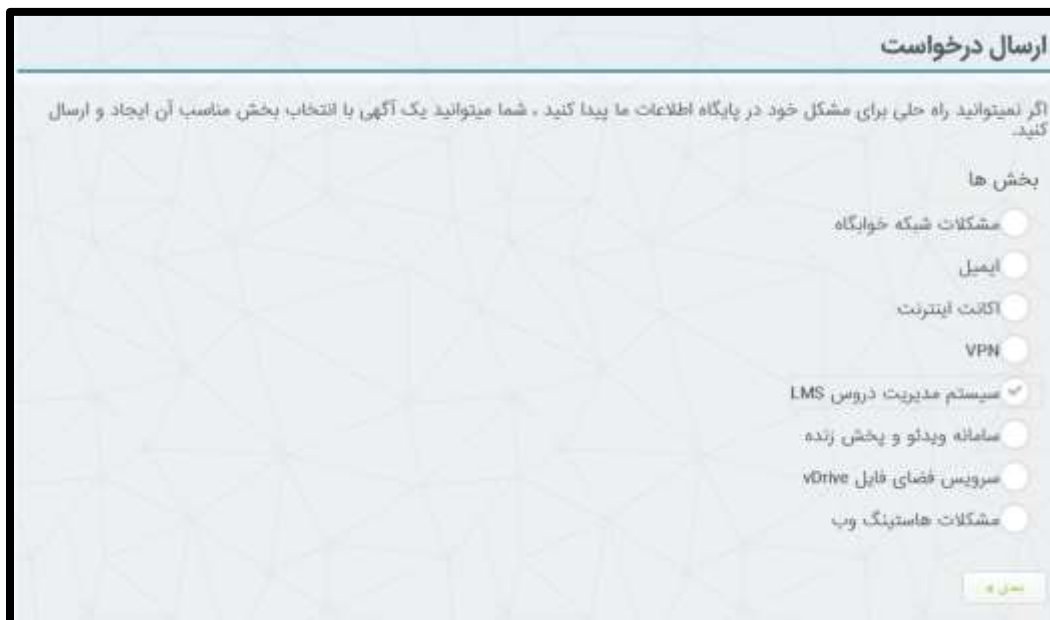 ارسال درخواست
اگر نمیتوانید راه حلی برای مشکل خود در پایگاه اطلاعات ما پیدا کنید ، شما میتوانید یک آگهی با انتخاب بخش مناسب آن ایجاد و ارسال
کنید.
بخش ها
مشکلات شبکه خوابگاه
ایمیل
اکانت اینترنت
VPN
سیستم مدیریت دروس LMS
سامانه ویدئو و پخش زنده
سرویس فضای فایل vDrive
مشکلات هاستینگ وب